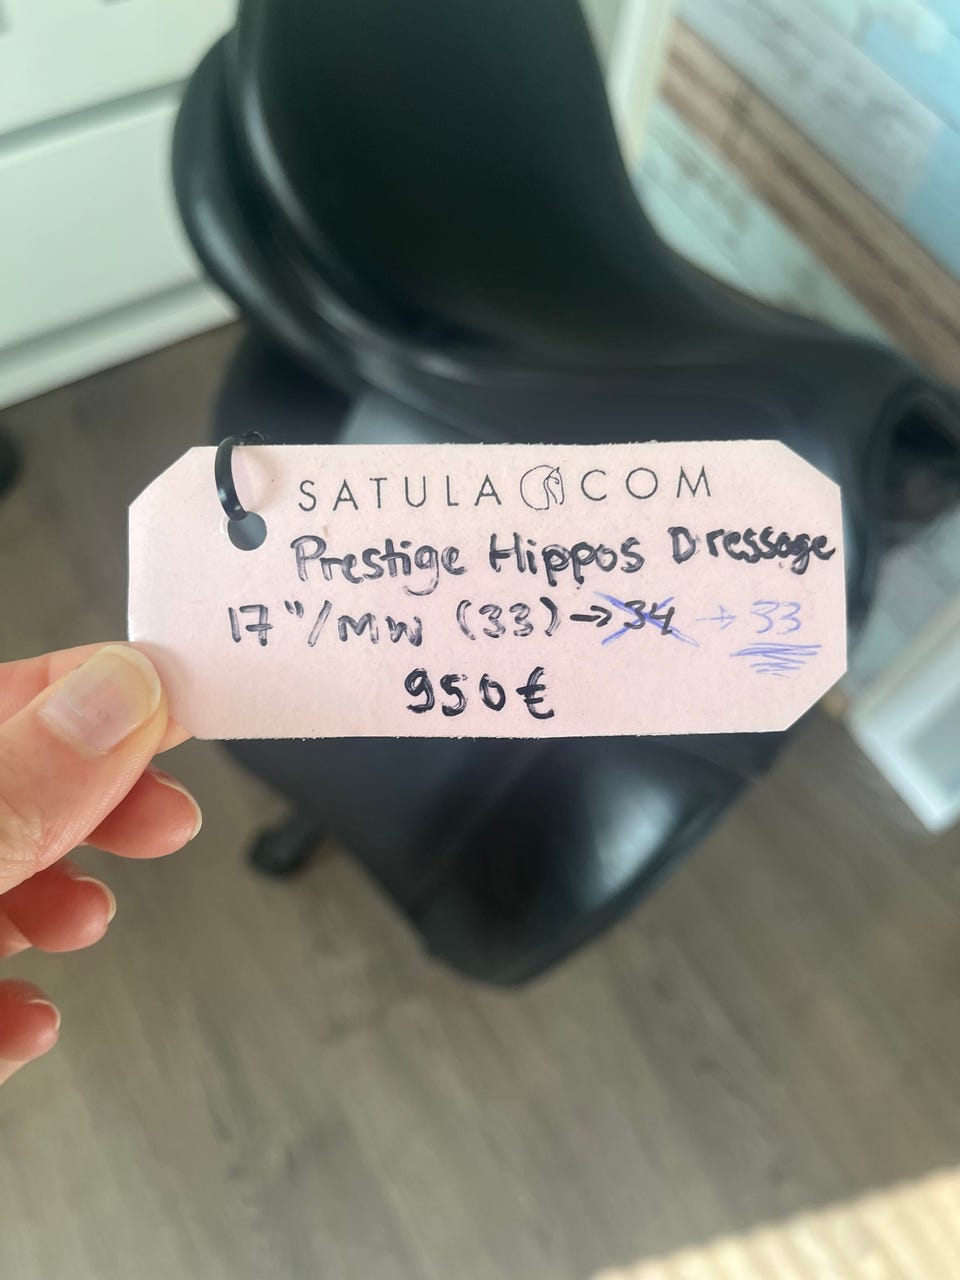 SATULA COM
Prestige Hippos Dressage
17"/MW (33) → 34 → 33
950€